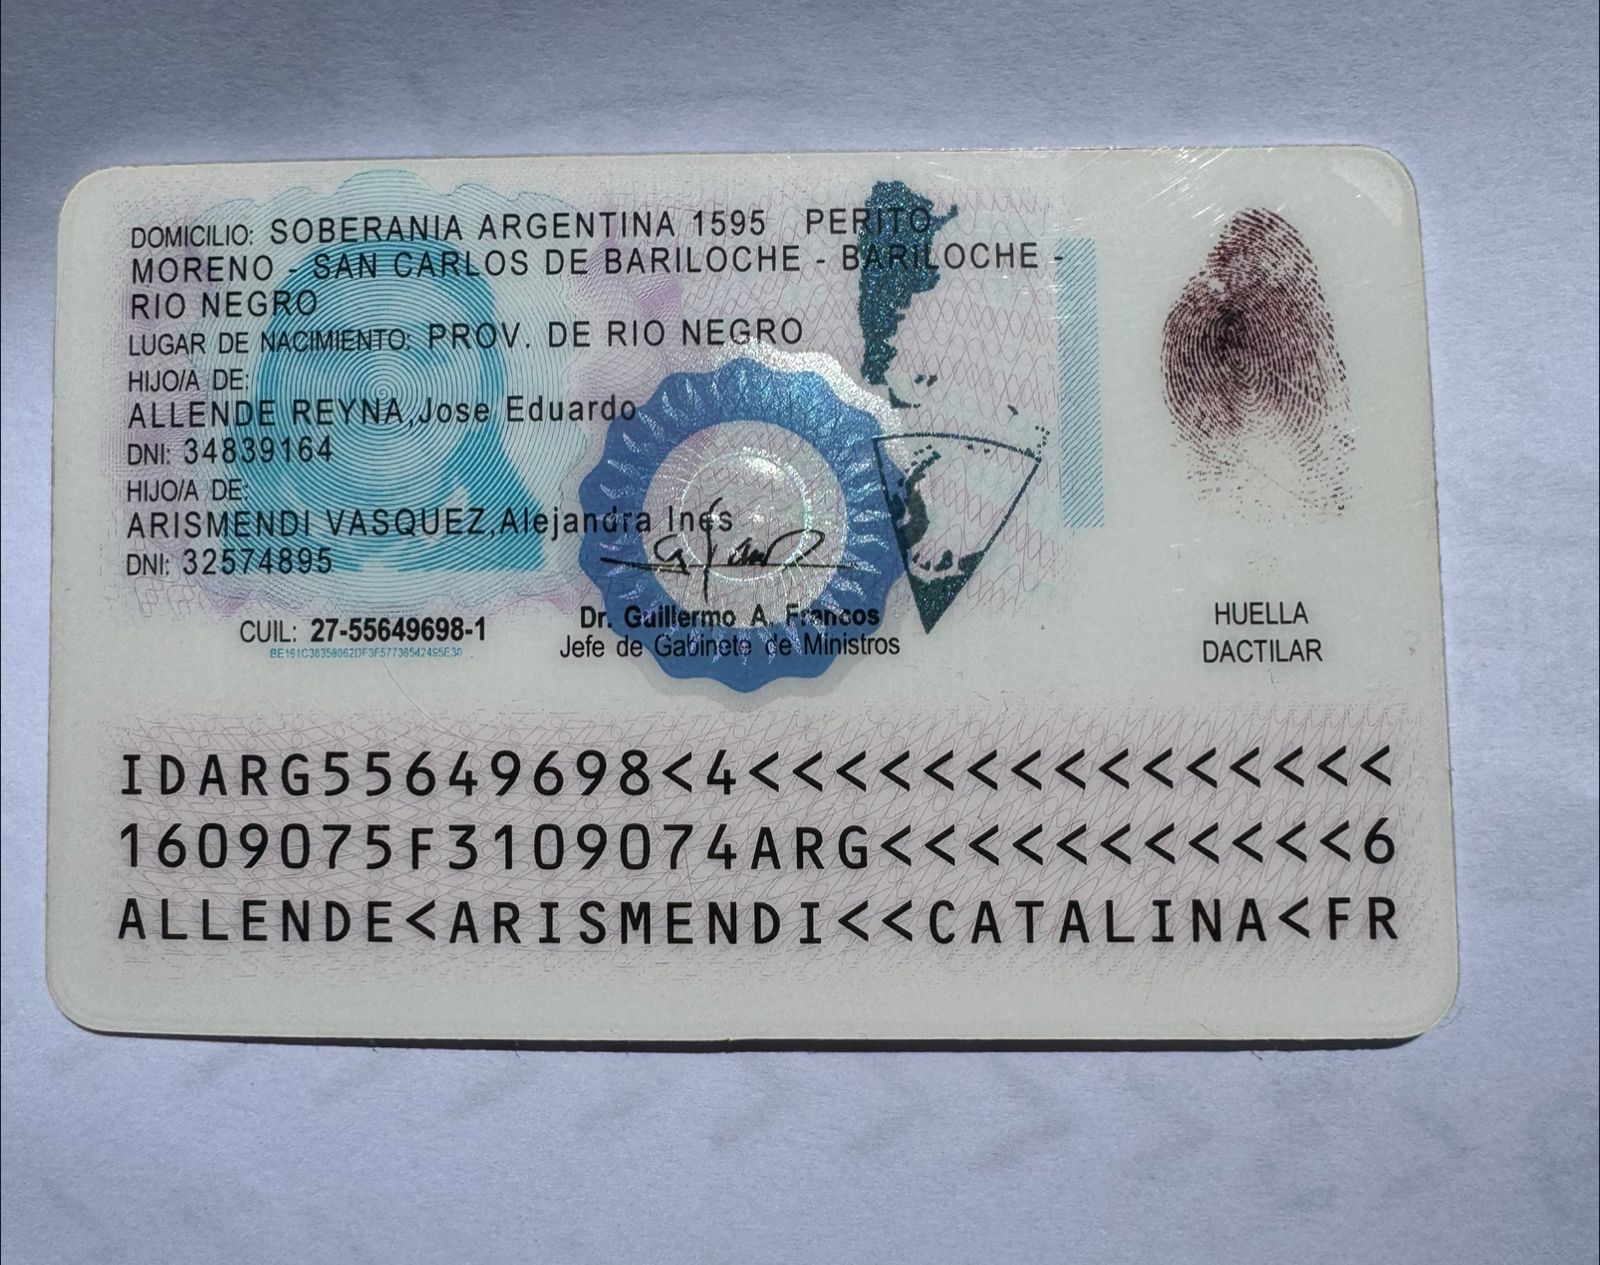 DOMICILIO: SOBERANIA ARGENTINA 1595 PERITO
MORENO - SAN CARLOS DE BARILOCHE - BARILOCHE -
RIO NEGRO
LUGAR DE NACIMIENTO: PROV. DE RIO NEGRO
HIJO/A DE:
ALLENDE REYNA,Jose Eduardo
DNI: 34839164
HIJO/A DE:
ARISMENDI VASQUEZ,Alejandra Ines
DNI: 32574895
CUIL: 27-55649698-1
Dr. Guillermo A. Francos
Jefe de Gabinete de Ministros
HUELLA
DACTILAR
IDARG55649698<4<<<<<<<<<<<<<<<
1609075F3109074ARG<<<<<<<<<<<6
ALLENDE<ARISMENDI<<CATALINA<FR